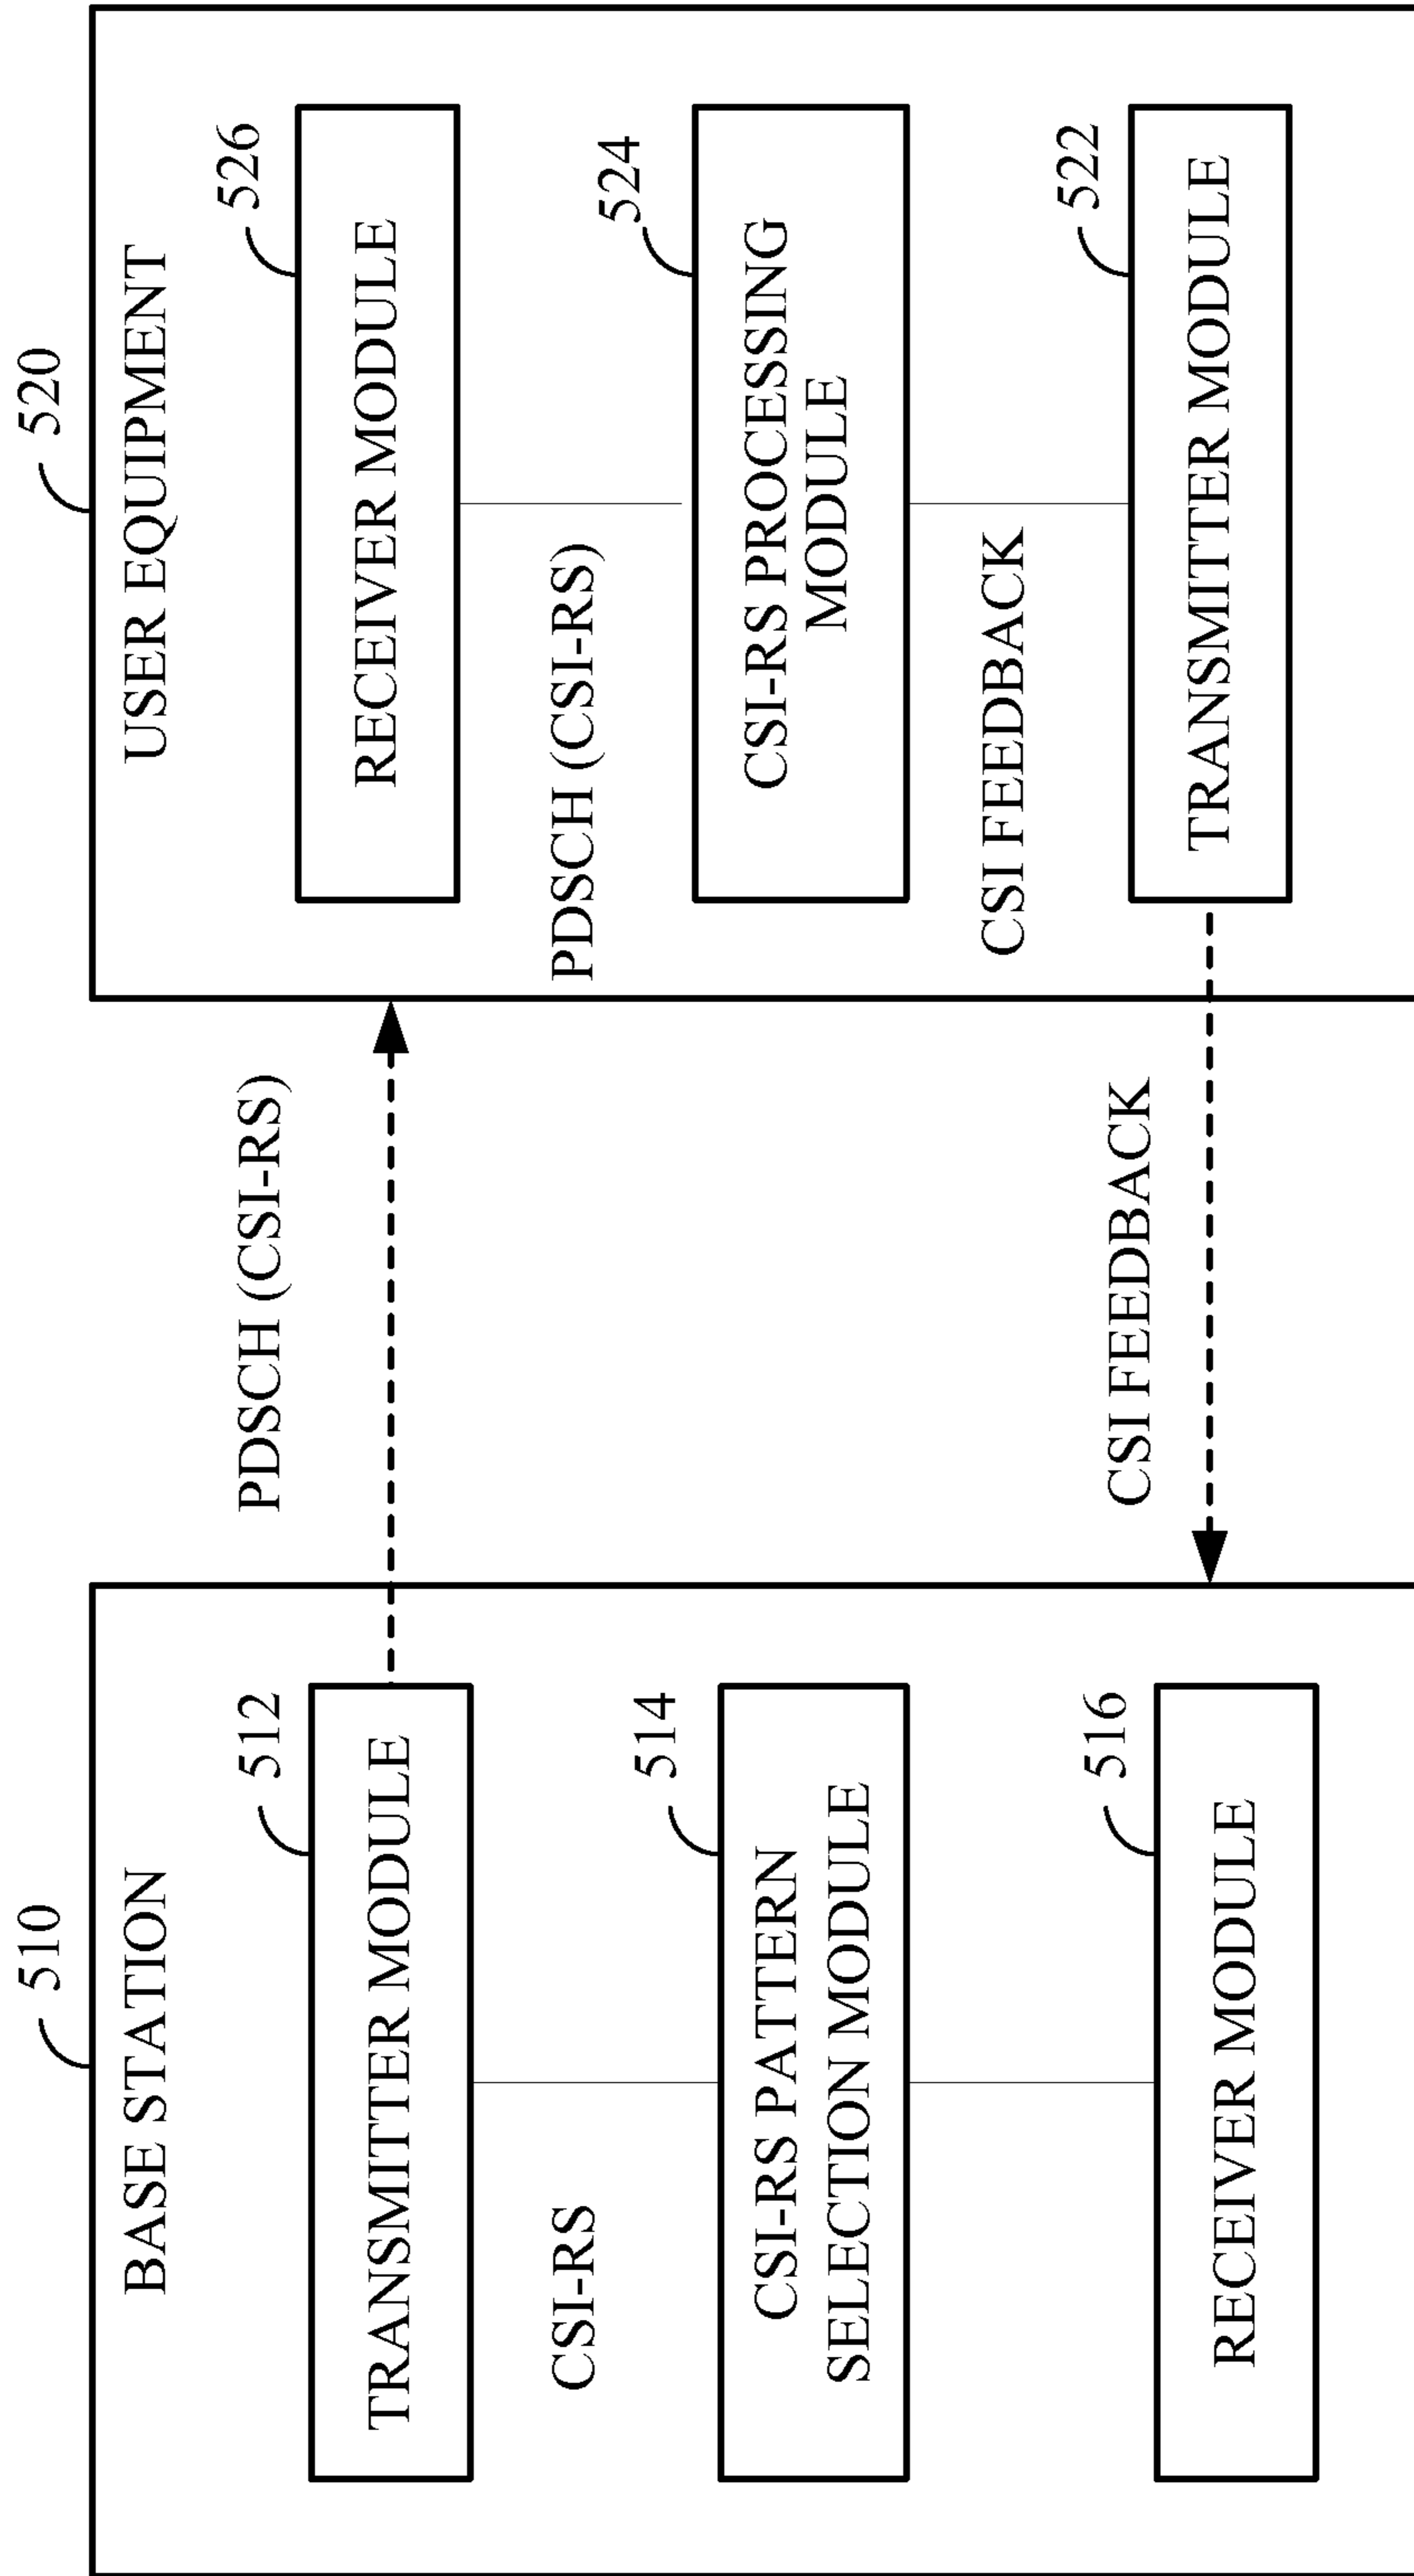 510
BASE STATION
512
TRANSMITTER MODULE
CSI-RS
514
CSI-RS PATTERN
SELECTION MODULE
516
RECEIVER MODULE
PDSCH (CSI-RS)
CSI FEEDBACK
520
USER EQUIPMENT
526
RECEIVER MODULE
PDSCH (CSI-RS)
524
CSI-RS PROCESSING
MODULE
CSI FEEDBACK
522
TRANSMITTER MODULE